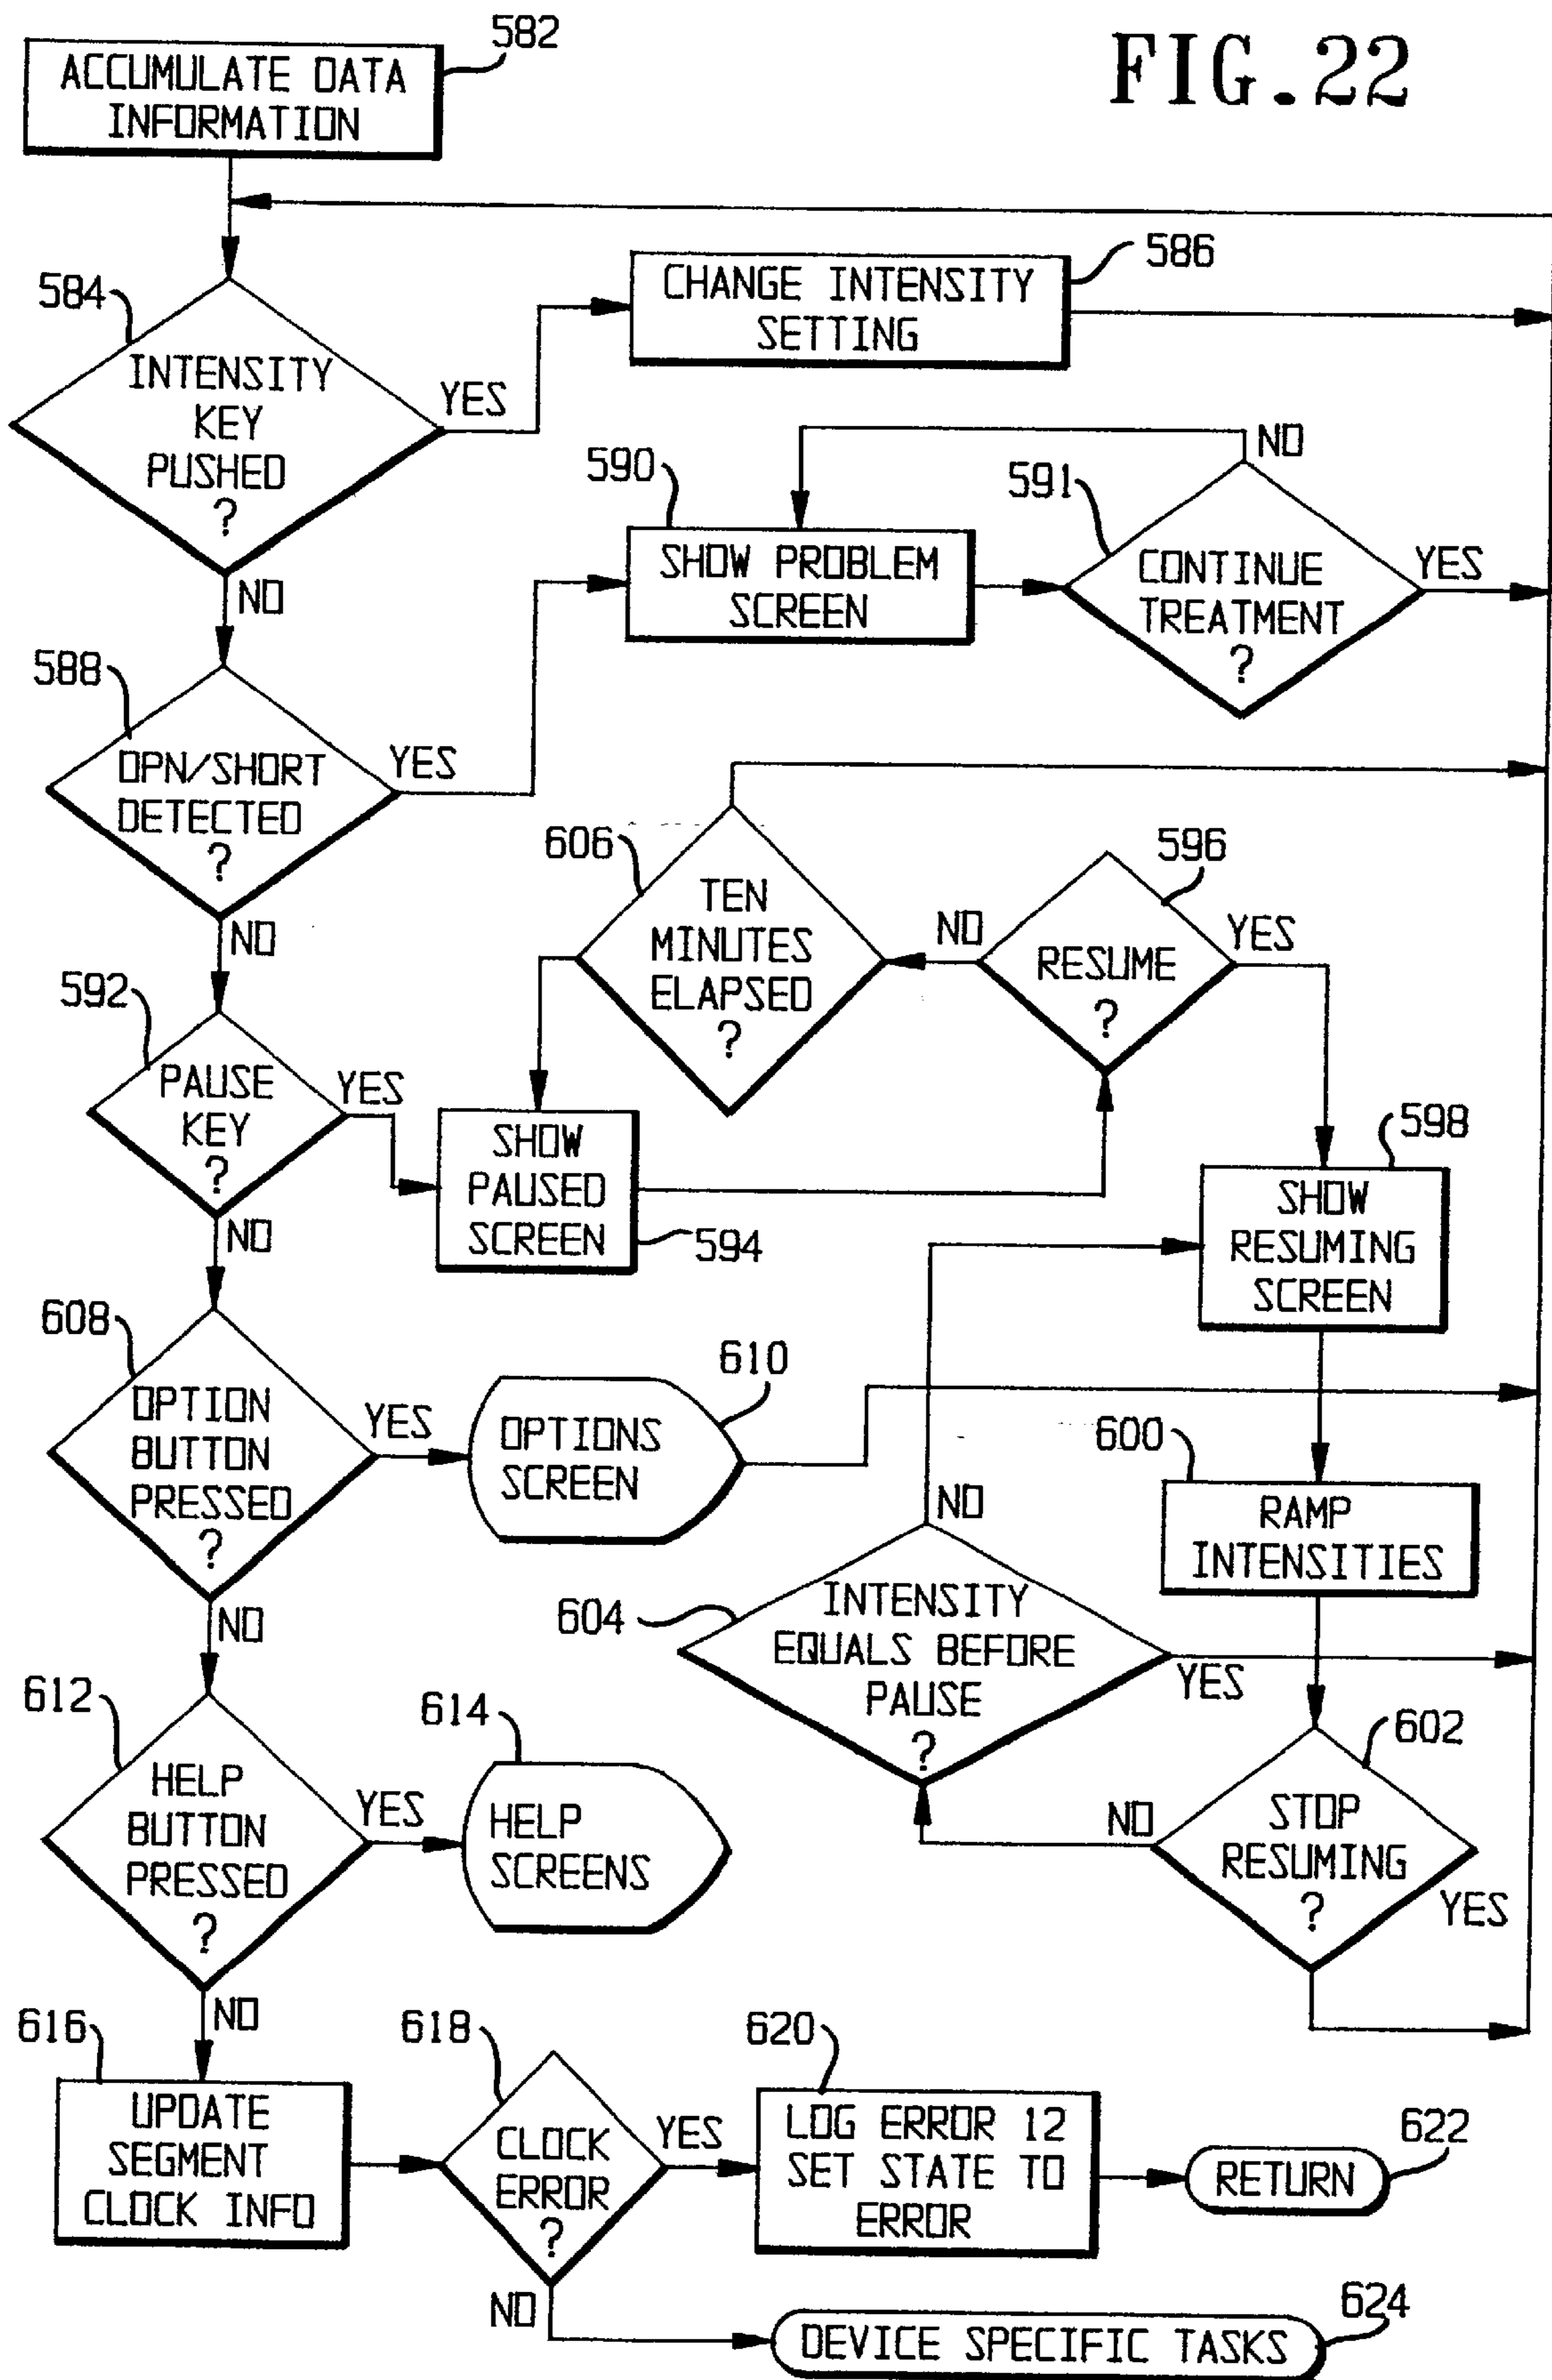 FIG.22
582
ACCUMULATE DATA
INFORMATION
584
INTENSITY
KEY
PUSHED
?
YES
NO
586
CHANGE INTENSITY
SETTING
588
OPN/SHORT
DETECTED
?
YES
NO
590
SHOW PROBLEM
SCREEN
591
CONTINUE
TREATMENT
?
NO
YES
592
PAUSE
KEY
?
YES
NO
606
TEN
MINUTES
ELAPSED
?
596
RESUME
?
NO
YES
SHOW
PAUSED
SCREEN
594
598
SHOW
RESUMING
SCREEN
608
OPTION
BUTTON
PRESSED
?
YES
NO
610
OPTIONS
SCREEN
600
RAMP
INTENSITIES
604
INTENSITY
EQUALS BEFORE
PAUSE
?
NO
YES
602
STOP
RESUMING
?
NO
YES
612
HELP
BUTTON
PRESSED
?
YES
NO
614
HELP
SCREENS
616
UPDATE
SEGMENT
CLOCK INFO
618
CLOCK
ERROR
?
YES
NO
620
LOG ERROR 12
SET STATE TO
ERROR
622
RETURN
624
DEVICE SPECIFIC TASKS